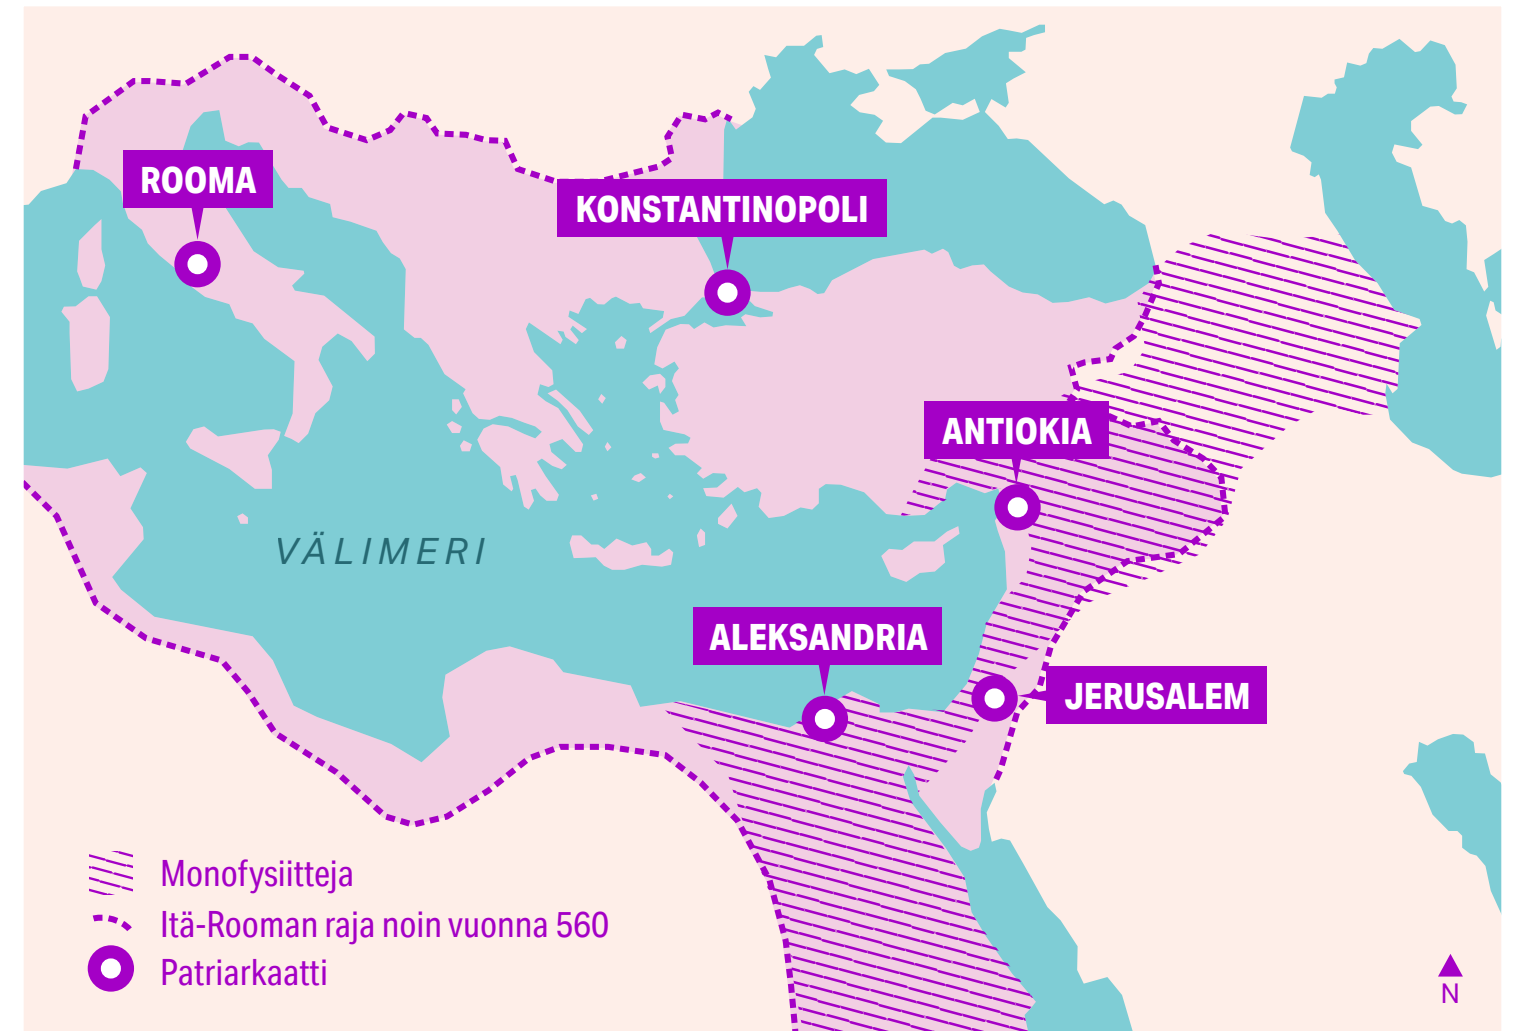 ROOMA
KONSTANTINOPOLI
ANTIOKIA
VÄLIMERI
ALEKSANDRIA
JERUSALEM
Monofysiitteja
Itä-Rooman raja noin vuonna 560
Patriarkaatti
N